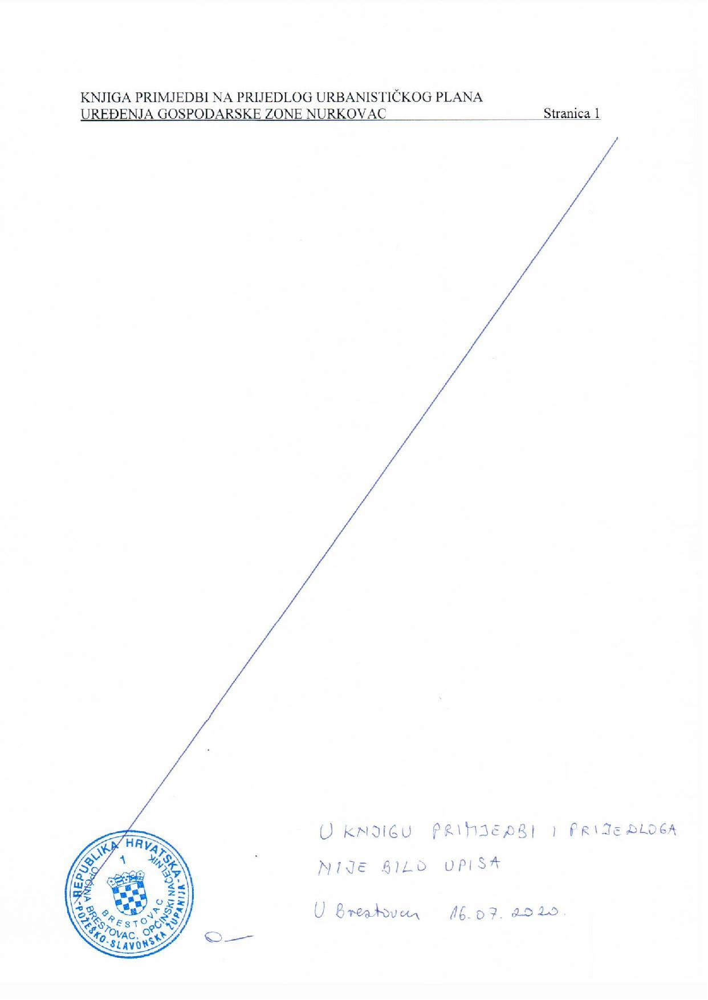 KNJIGA PRIMJEDBI NA PRIJEDLOG URBANISTIČKOG PLANA
UREĐENJA GOSPODARSKE ZONE NURKOVAC Stranica 1
U KNJIGU PRIMJEDBI I PRIJEDLOGA
NIJE BILO UPISA
U Brestovcu 16.07.2020.
-REPUBLIKA HRVATSKA-
POŽEŠKO-SLAVONSKA ŽUPANIJA
OPĆINA BRESTOVAC, OPĆINSKI NAČELNIK
1
BRESTOVAC